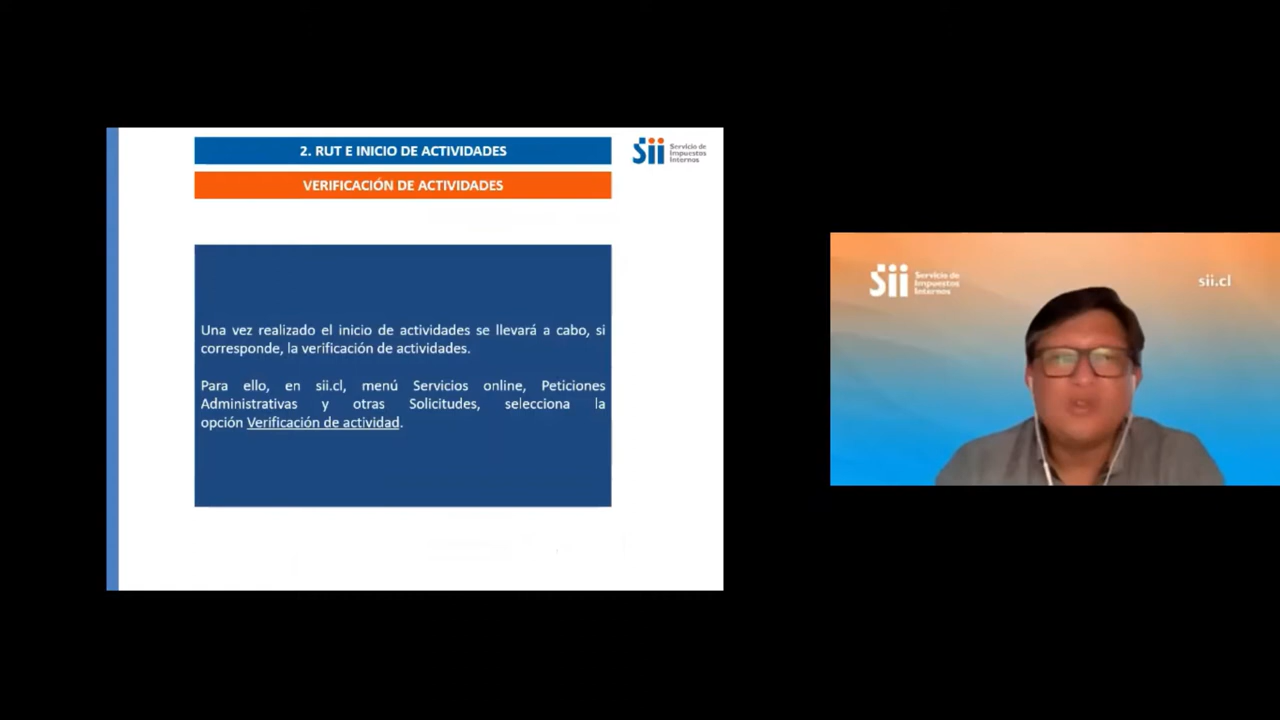 2. RUT E INICIO DE ACTIVIDADES
VERIFICACIÓN DE ACTIVIDADES
sii Servicio de
Impuestos
Internos
Una vez realizado el inicio de actividades se llevará a cabo, si
corresponde, la verificación de actividades.
Para ello, en sii.cl, menú Servicios online, Peticiones
Administrativas y otras Solicitudes, selecciona la
opción Verificación de actividad.
sii Servicio de
Impuestos
Internos
sii.cl